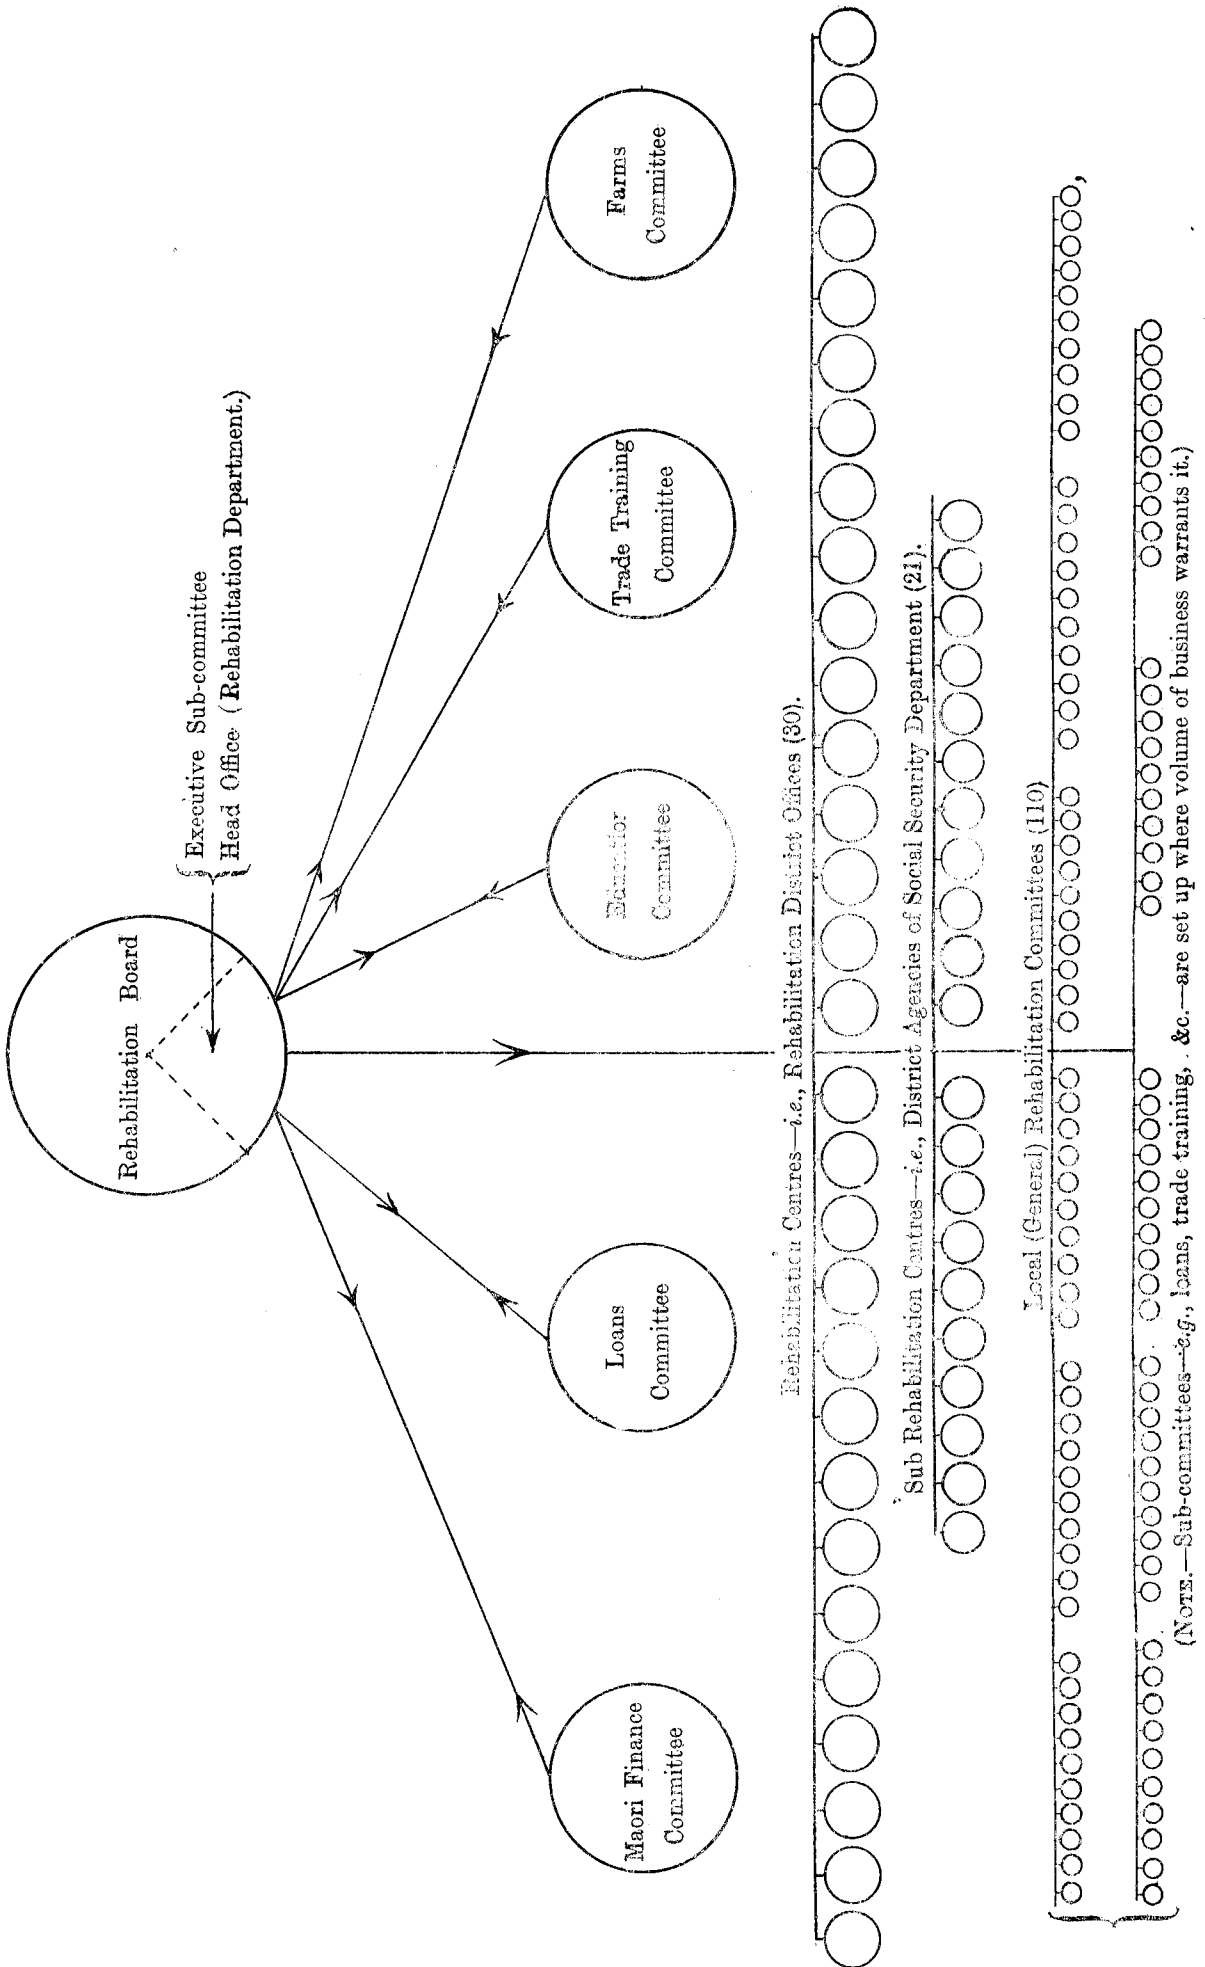 Rehabilitation Board
Executive Sub-committee
Head Office (Rehabilitation Department.)
Maori Finance
Committee
Loans
Committee
Education
Committee
Trade Training
Committee
Farms
Committee
Rehabilitation Centres—i.e., Rehabilitation District Offices (30).
Sub Rehabilitation Centres—i.e., District Agencies of Social Security Department (21).
Local (General) Rehabilitation Committees (110)
(NOTE.—Sub-committees—e.g., loans, trade training, &c.—are set up where volume of business warrants it.)